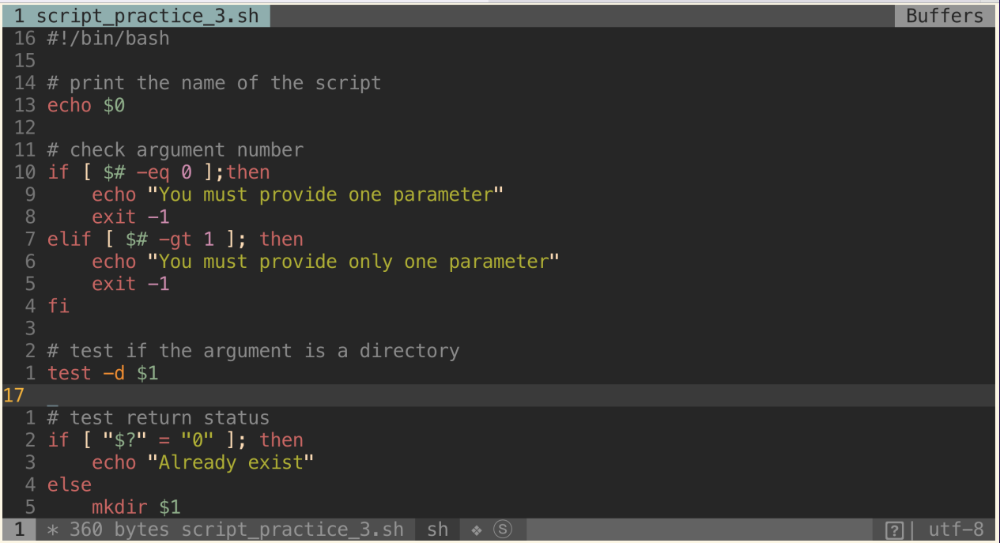 1 script_practice_3.sh Buffers
16 #!/bin/bash
15
14 # print the name of the script
13 echo $0
12
11 # check argument number
10 if [ $# -eq 0 ];then
9     echo "You must provide one parameter"
8     exit -1
7 elif [ $# -gt 1 ]; then
6     echo "You must provide only one parameter"
5     exit -1
4 fi
3
2 # test if the argument is a directory
1 test -d $1
17
1 # test return status
2 if [ "$?" = "0" ]; then
3     echo "Already exist"
4 else
5     mkdir $1
1 * 360 bytes script_practice_3.sh sh ❖ Ⓢ [?]| utf-8